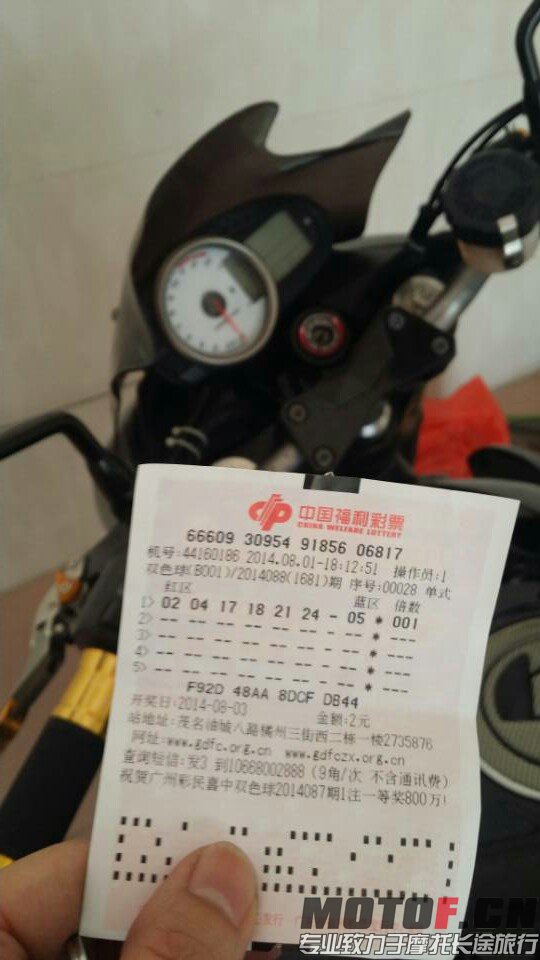 中国福利彩票
CHINA WELFARE LOTTERY
66609 30954 91856 06817
机号:44160186 2014.08.01-18:12:51 操作员:1
双色球(B001)/2014088(1681)期 序号:00028 单式
红区 蓝区 倍数
1> 02 04 17 18 21 24 - 05 * 001
2> -- -- -- -- -- -- - -- * ---
3> -- -- -- -- -- -- - -- * ---
4> -- -- -- -- -- -- - -- * ---
5> -- -- -- -- -- -- - -- * ---
F92D 48AA 8DCF DB44
开奖日:2014-08-03 金额:2元
站地址:茂名油城八路橘州三街西二栋一楼2735876
网址:www.gdfc.org.cn www.gdfczx.org.cn
查询短信:发3 到10668002888 (9角/次 不含通讯费)
祝贺广州彩民喜中双色球2014087期1注一等奖800万!
发行
MOTOF.CN
专业致力于摩托长途旅行